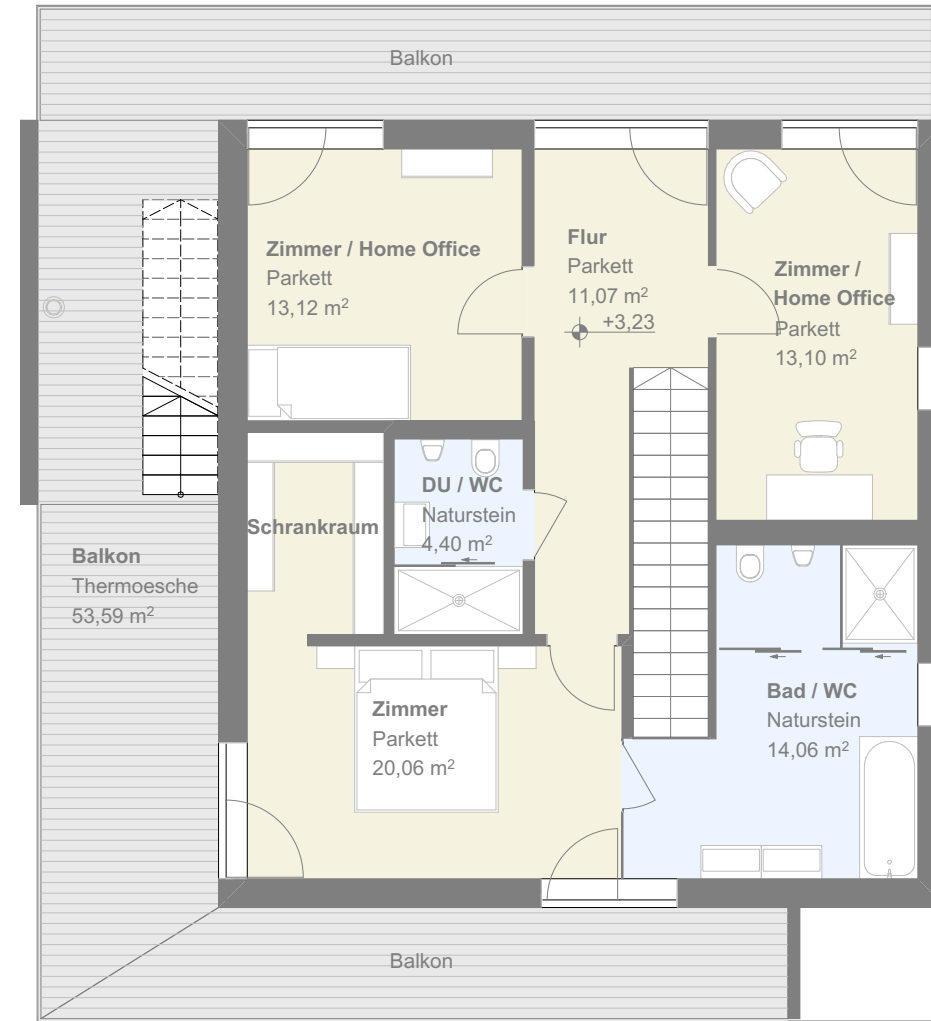 Balkon
Zimmer / Home Office
Parkett
13,12 m²
Flur
Parkett
11,07 m²
+3,23
Zimmer /
Home Office
Parkett
13,10 m²
DU / WC
Naturstein
4,40 m²
Schrankraum
Balkon
Thermoesche
53,59 m²
Zimmer
Parkett
20,06 m²
Bad / WC
Naturstein
14,06 m²
Balkon